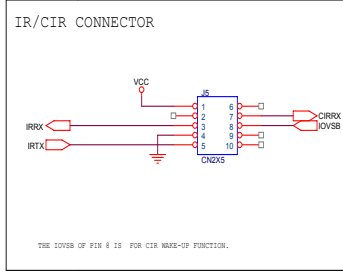 IR/CIR CONNECTOR
VCC
J5
1 6
2 7 CIRRX
IRRX 3 8 IOVSB
4 9
IRTX 5 10
CN2X5
THE IOVSB OF PIN 8 IS FOR CIR WAKE-UP FUNCTION.